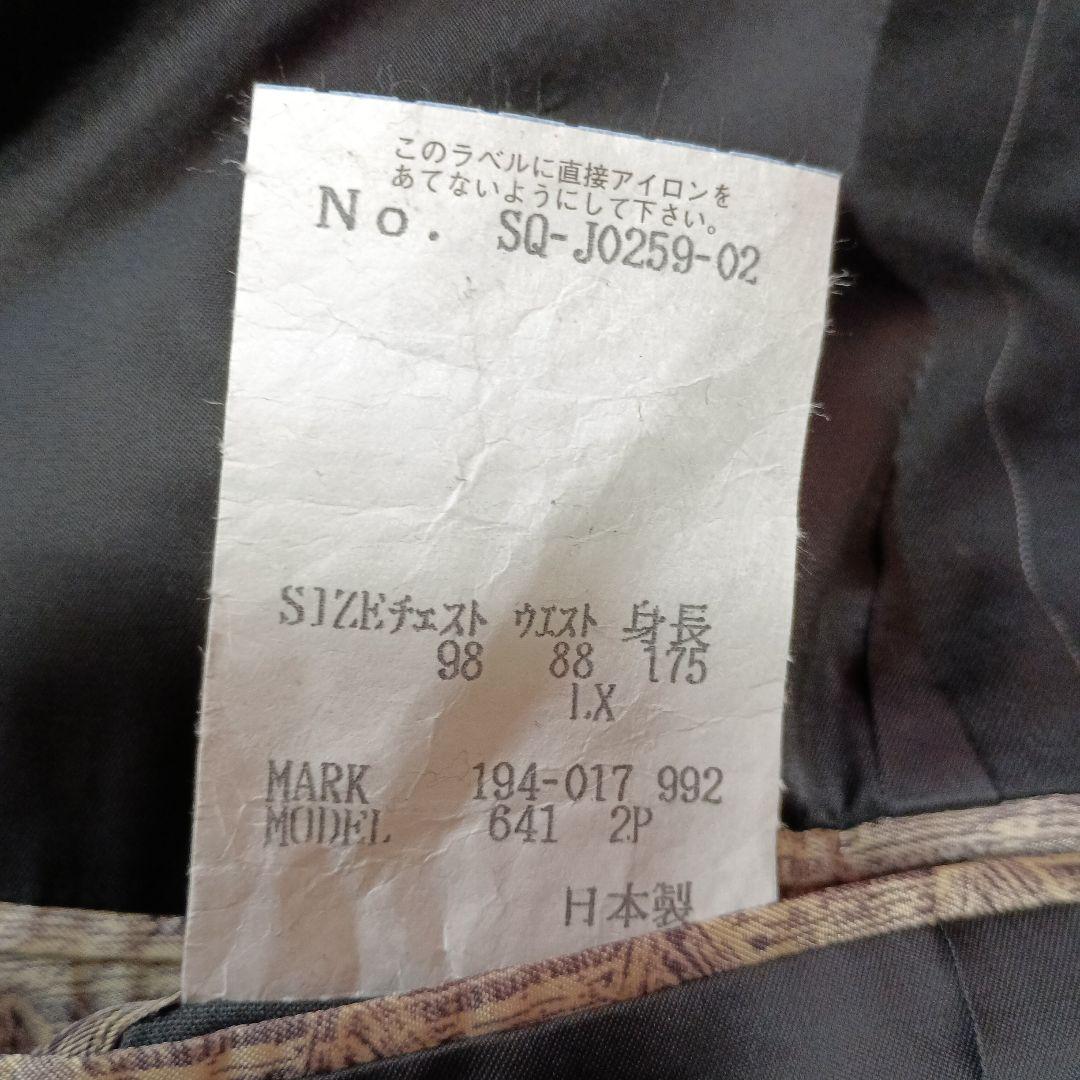 このラベルに直接アイロンを
あてないようにして下さい。
No. SQ-J0259-02
SIZEチェスト ウエスト 身長
98 88 175
LX
MARK 194-017 992
MODEL 641 2P
日本製